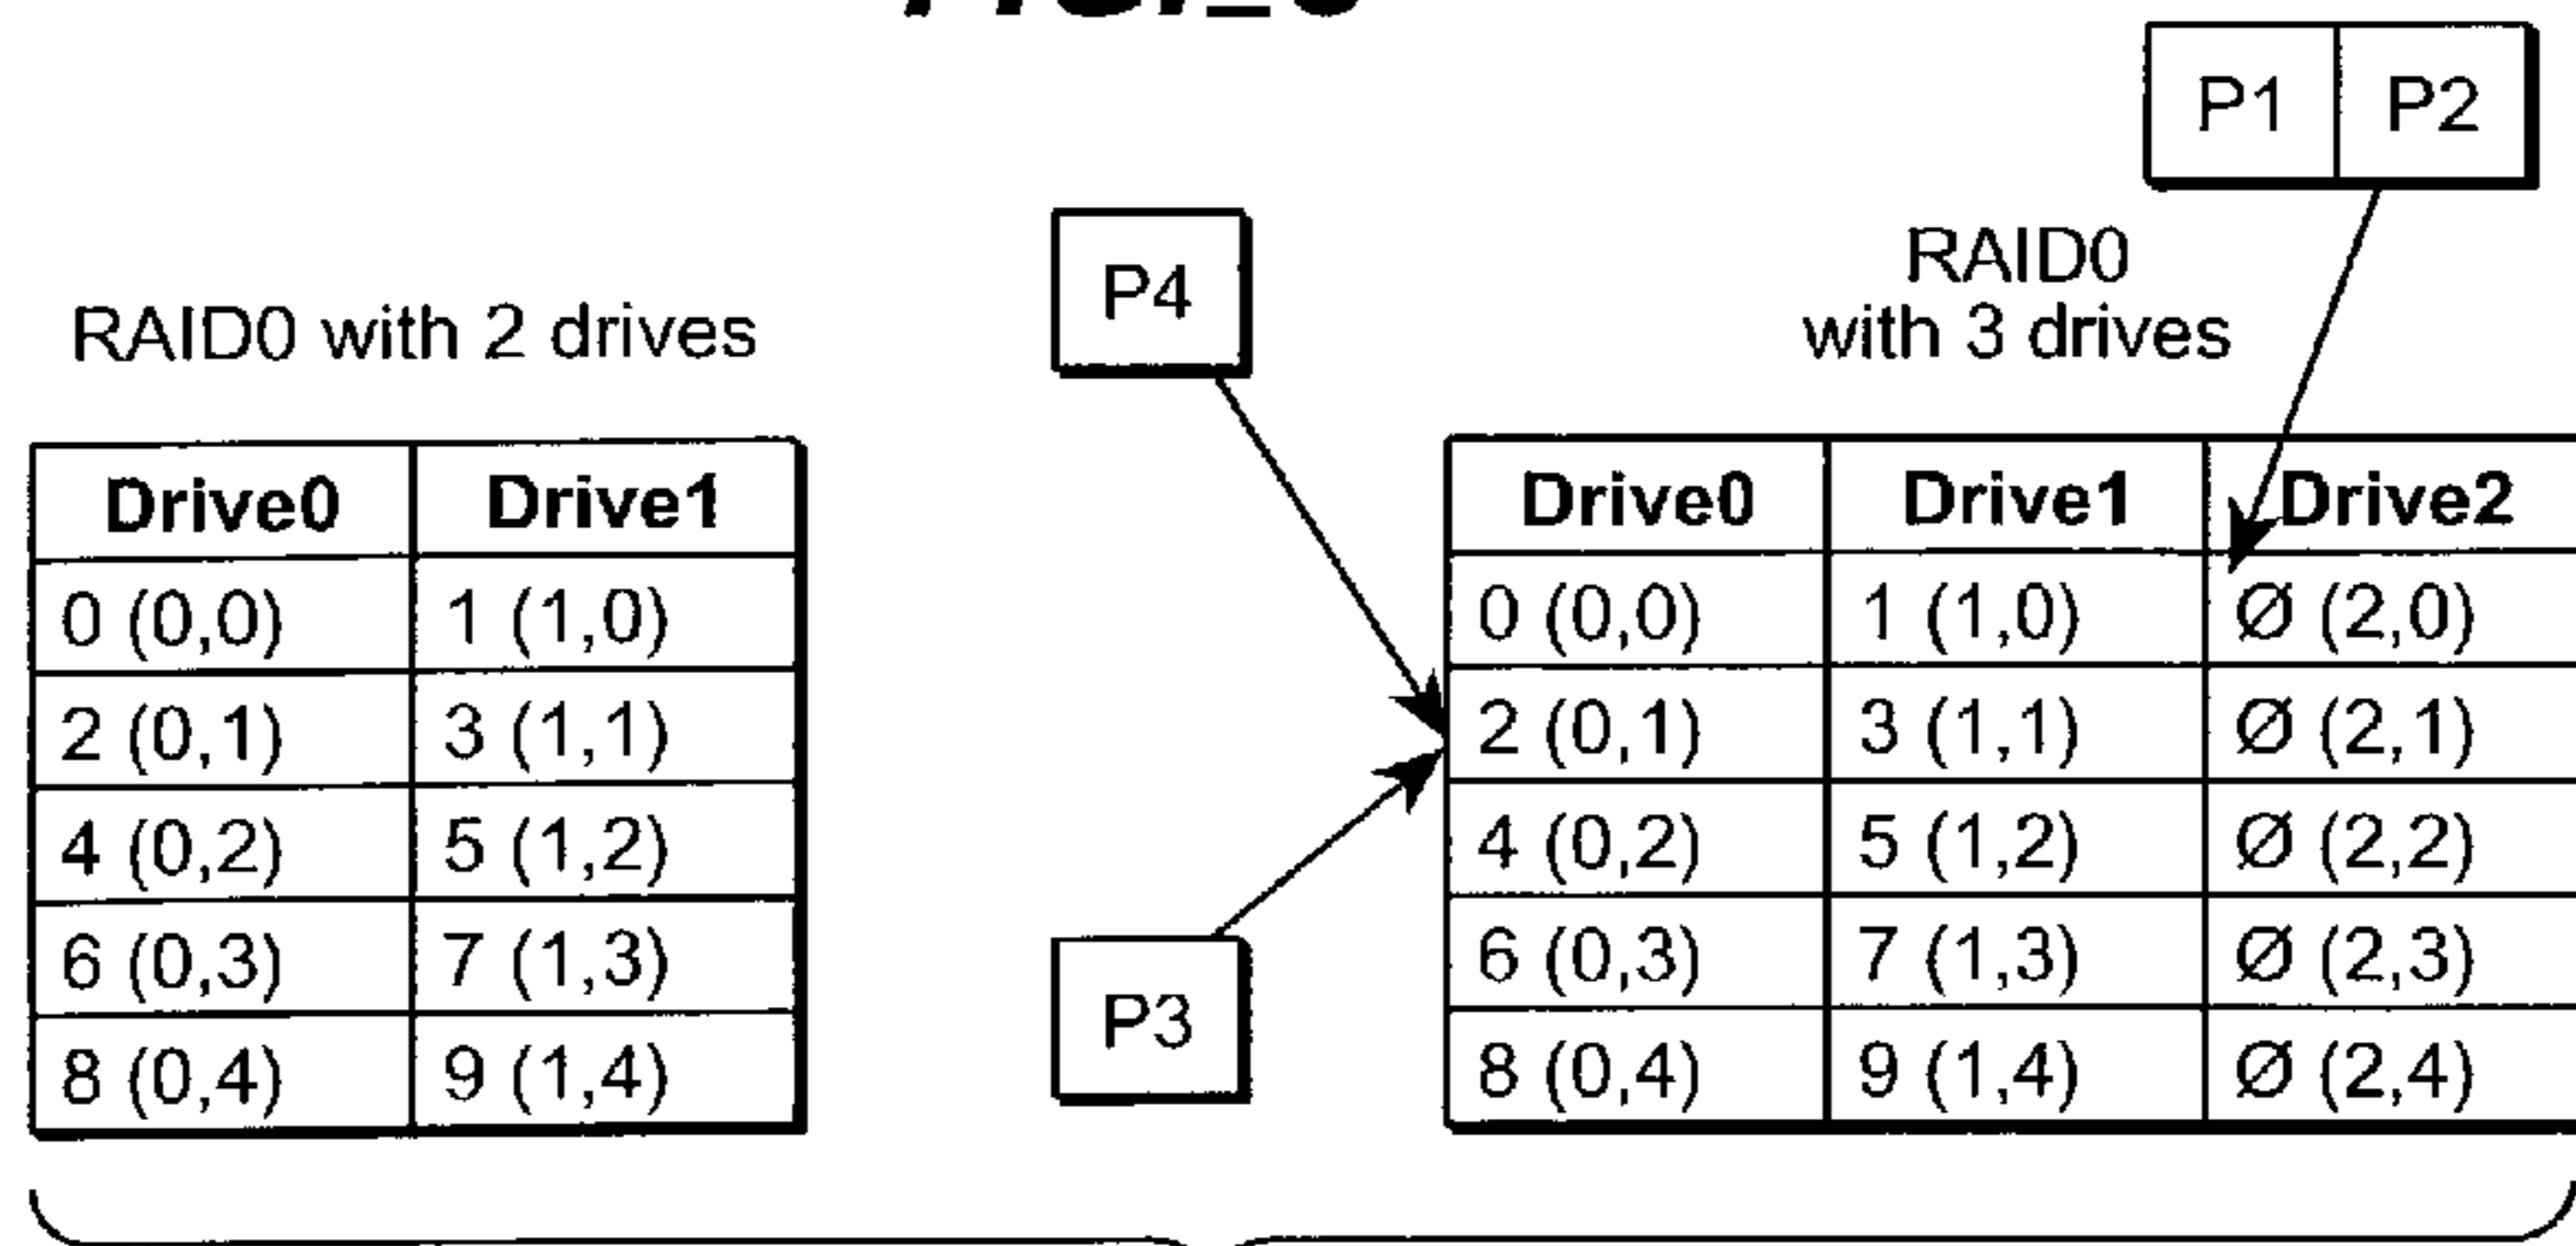 P1 P2
P4
RAID0
with 3 drives
RAID0 with 2 drives
Drive0 Drive1
0 (0,0) 1 (1,0)
2 (0,1) 3 (1,1)
4 (0,2) 5 (1,2)
6 (0,3) 7 (1,3)
8 (0,4) 9 (1,4)
P3
Drive0 Drive1 Drive2
0 (0,0) 1 (1,0) Ø (2,0)
2 (0,1) 3 (1,1) Ø (2,1)
4 (0,2) 5 (1,2) Ø (2,2)
6 (0,3) 7 (1,3) Ø (2,3)
8 (0,4) 9 (1,4) Ø (2,4)